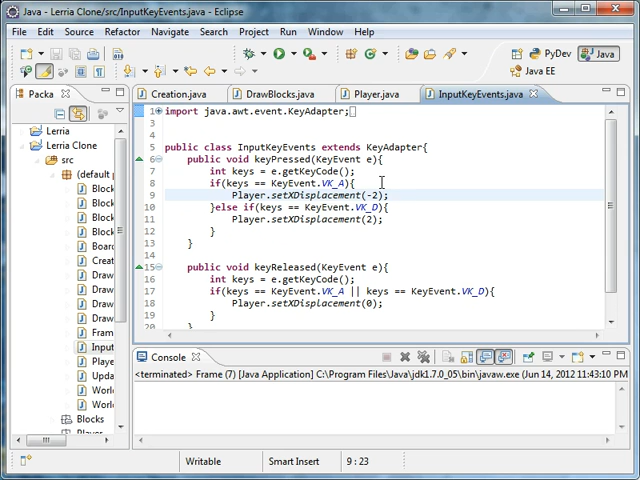 Java - Lerria Clone/src/InputKeyEvents.java - Eclipse
File Edit Source Refactor Navigate Search Project Run Window Help
PyDev Java
Java EE
Packa
Creation.java DrawBlocks.java Player.java InputKeyEvents.java
Lerria
Lerria Clone
src
(default p
Block
Block
Block
Board
Creati
Draw
Draw
Draw
Fram
Input
Playe
Upda
World
World
Blocks
Player
1 import java.awt.event.KeyAdapter;
3
4
5 public class InputKeyEvents extends KeyAdapter{
6 public void keyPressed(KeyEvent e){
7 int keys = e.getKeyCode();
8 if(keys == KeyEvent.VK_A){
9 Player.setXDisplacement(-2);
10 }else if(keys == KeyEvent.VK_D){
11 Player.setXDisplacement(2);
12 }
13 }
14
15 public void keyReleased(KeyEvent e){
16 int keys = e.getKeyCode();
17 if(keys == KeyEvent.VK_A || keys == KeyEvent.VK_D){
18 Player.setXDisplacement(0);
19 }
20 }
Console
<terminated> Frame (7) [Java Application] C:\Program Files\Java\jdk1.7.0_05\bin\javaw.exe (Jun 14, 2012 11:43:10 PM)
Writable Smart Insert 9 : 23